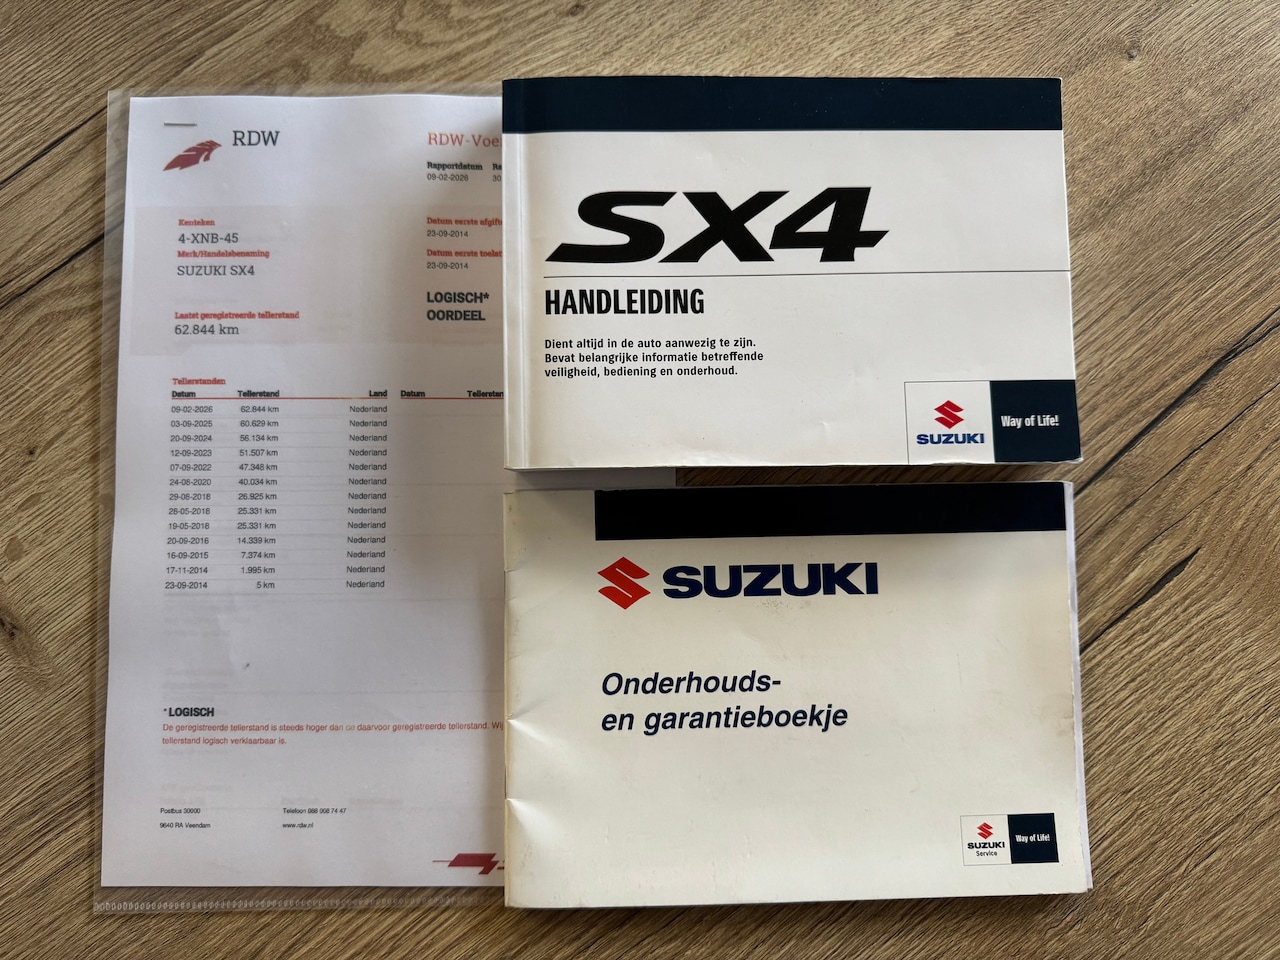 RDW
RDW-Voe
Rapportdatum
09-02-2026
30
Kenteken
4-XNB-45
Merk/Handelsbenaming
SUZUKI SX4
Datum eerste afgifte
23-09-2014
Datum eerste toelat
23-09-2014
Laatst geregistreerde tellerstand
62.844 km
LOGISCH*
OORDEEL
Tellerstanden
Datum Tellerstand Land Datum Tellerstan
09-02-2026 62.844 km Nederland
03-09-2025 60.629 km Nederland
20-09-2024 56.134 km Nederland
12-09-2023 51.507 km Nederland
07-09-2022 47.348 km Nederland
24-08-2020 40.034 km Nederland
29-08-2018 26.925 km Nederland
28-05-2018 25.331 km Nederland
19-05-2018 25.331 km Nederland
20-09-2016 14.339 km Nederland
16-09-2015 7.374 km Nederland
17-11-2014 1.995 km Nederland
23-09-2014 5 km Nederland
*LOGISCH
De geregistreerde tellerstand is steeds hoger dan de daarvoor geregistreerde tellerstand. Wij
tellerstand logisch verklaarbaar is.
Postbus 30000
9640 RA Veendam
Telefoon 088 008 74 47
www.rdw.nl
SX4
HANDLEIDING
Dient altijd in de auto aanwezig te zijn.
Bevat belangrijke informatie betreffende
veiligheid, bediening en onderhoud.
SUZUKI
Way of Life!
SUZUKI
Onderhouds-
en garantieboekje
SUZUKI
Service
Way of Life!